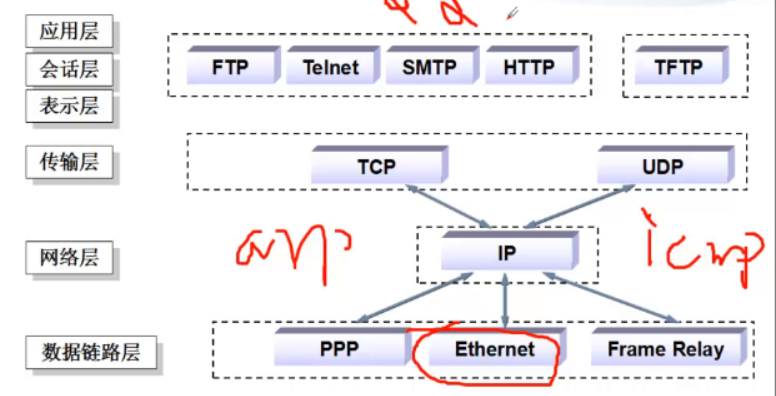 应用层
会话层
FTP Telnet SMTP HTTP TFTP
表示层
传输层
TCP UDP
网络层
arp IP icmp
数据链路层
PPP Ethernet Frame Relay